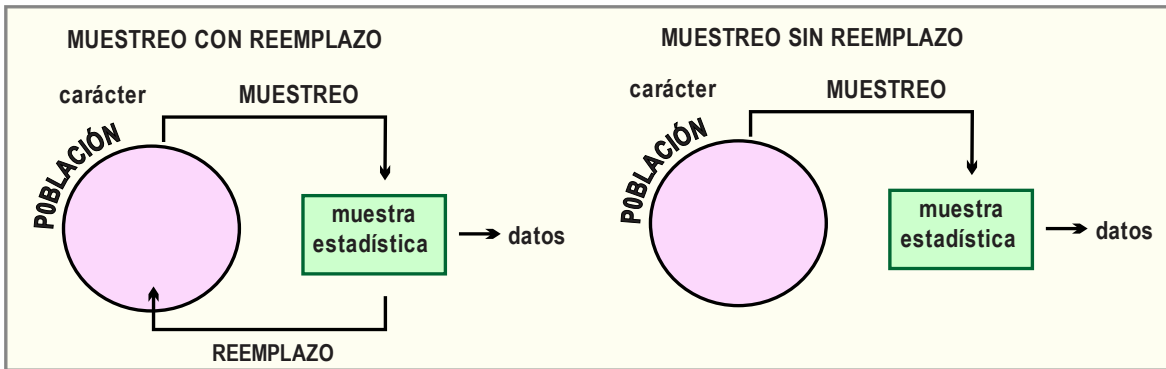 MUESTREO CON REEMPLAZO
carácter
MUESTREO
P0BLACIÓN
muestra
estadística
datos
REEMPLAZO
MUESTREO SIN REEMPLAZO
carácter
MUESTREO
P0BLACIÓN
muestra
estadística
datos